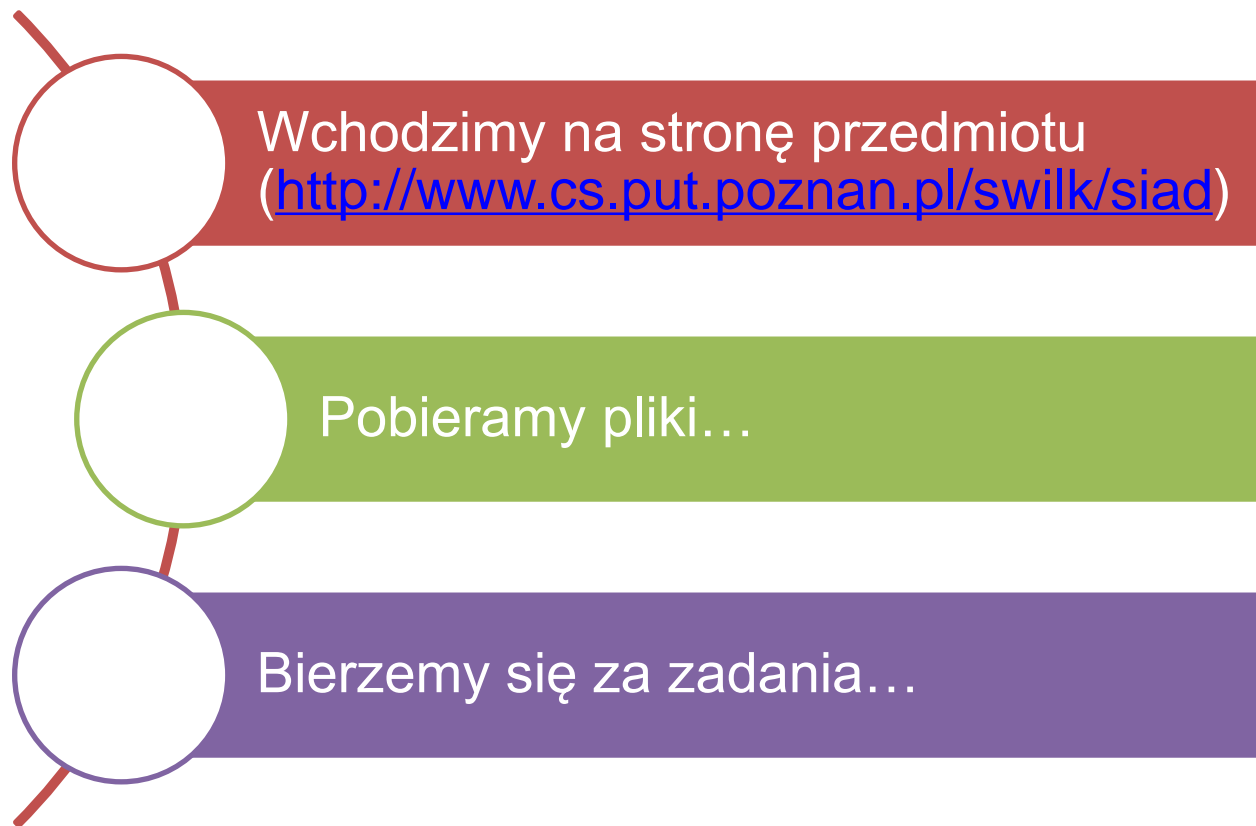 Wchodzimy na stronę przedmiotu
(http://www.cs.put.poznan.pl/swilk/siad)
Pobieramy pliki…
Bierzemy się za zadania…